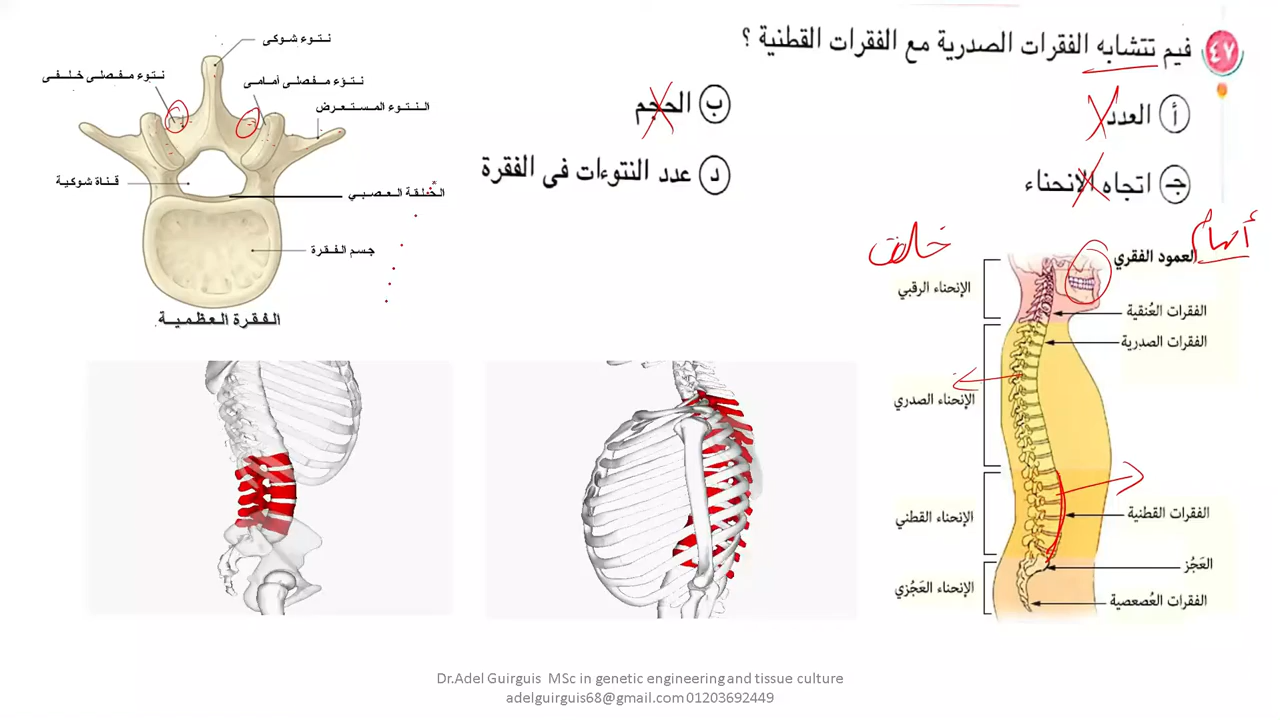 ٤٧ فيم تتشابه الفقرات الصدرية مع الفقرات القطنية ؟
أ العدد
ب الحجم
جـ اتجاه الإنحناء
د عدد النتوءات فى الفقرة
نتوء شوكى
نتوء مفصلى خلفى
نتؤء مفصلى أمامى
النتوء المستعرض
قناة شوكية
الحلقة العصبي
جسم الفقرة
الفقرة العظمية
أمام
خلف
العمود الفقري
الإنحناء الرقبي
الفقرات العُنقية
الفقرات الصدرية
الإنحناء الصدري
الفقرات القطنية
الإنحناء القطني
العَجُز
الإنحناء العَجُزي
الفقرات العُصعصية
Dr.Adel Guirguis MSc in genetic engineering and tissue culture
adelguirguis68@gmail.com 01203692449